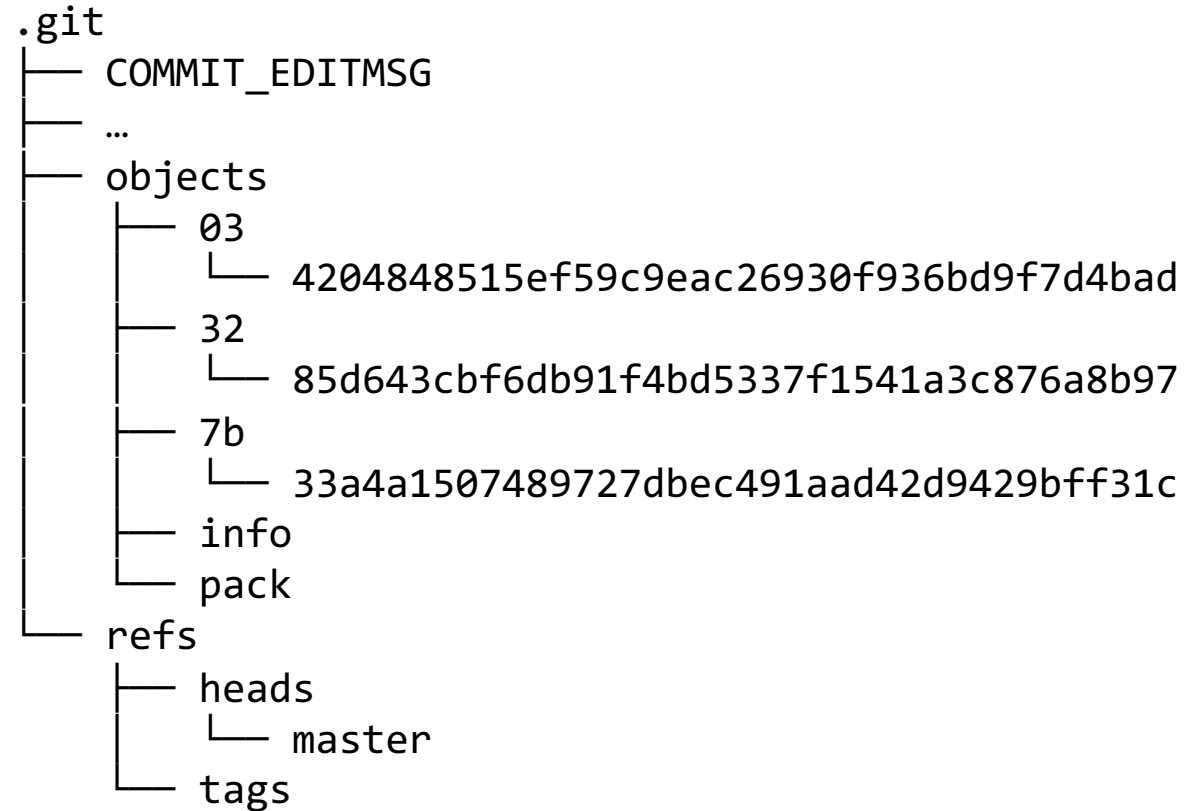 .git
├── COMMIT_EDITMSG
├── …
├── objects
│   ├── 03
│   │   └── 4204848515ef59c9eac26930f936bd9f7d4bad
│   ├── 32
│   │   └── 85d643cbf6db91f4bd5337f1541a3c876a8b97
│   ├── 7b
│   │   └── 33a4a1507489727dbec491aad42d9429bff31c
│   ├── info
│   └── pack
└── refs
    ├── heads
    │   └── master
    └── tags